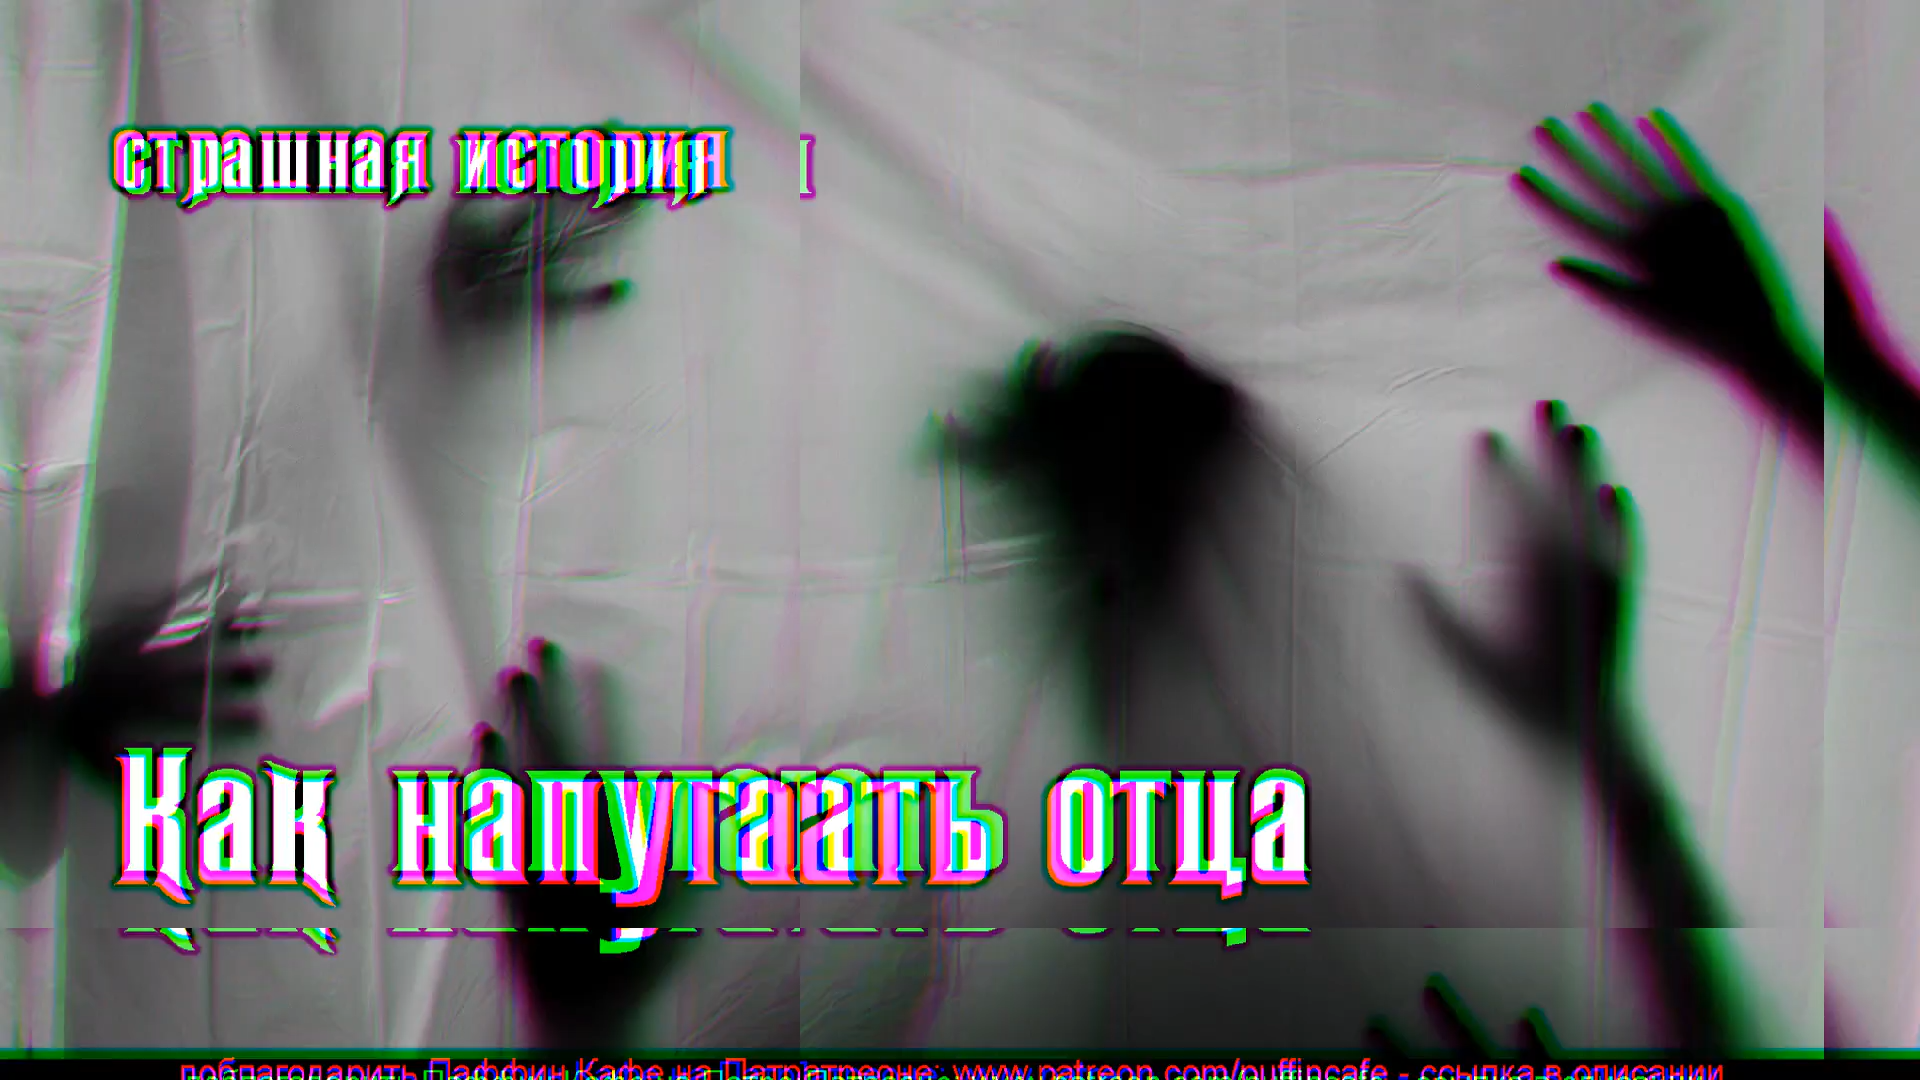 страшная история
Как напугать отца
поблагодарить Паффин Кафе на Патреоне: www.patreon.com/puffincafe - ссылка в описании